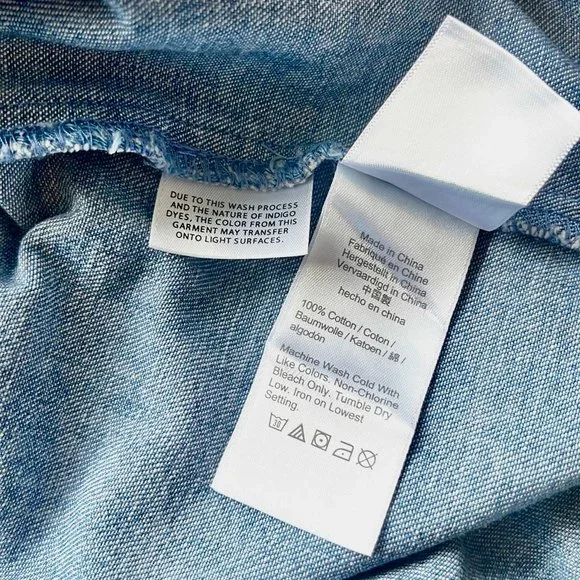 DUE TO THIS WASH PROCESS
AND THE NATURE OF INDIGO
DYES, THE COLOR FROM THIS
GARMENT MAY TRANSFER
ONTO LIGHT SURFACES.
Made in China
Fabriqué en Chine
Hergestellt in China
Vervaardigd in China
中国製
hecho en china
100% Cotton / Coton /
Baumwolle / Katoen / 綿 /
algodón
Machine Wash Cold With
Like Colors. Non-Chlorine
Bleach Only. Tumble Dry
Low. Iron on Lowest
Setting.
30